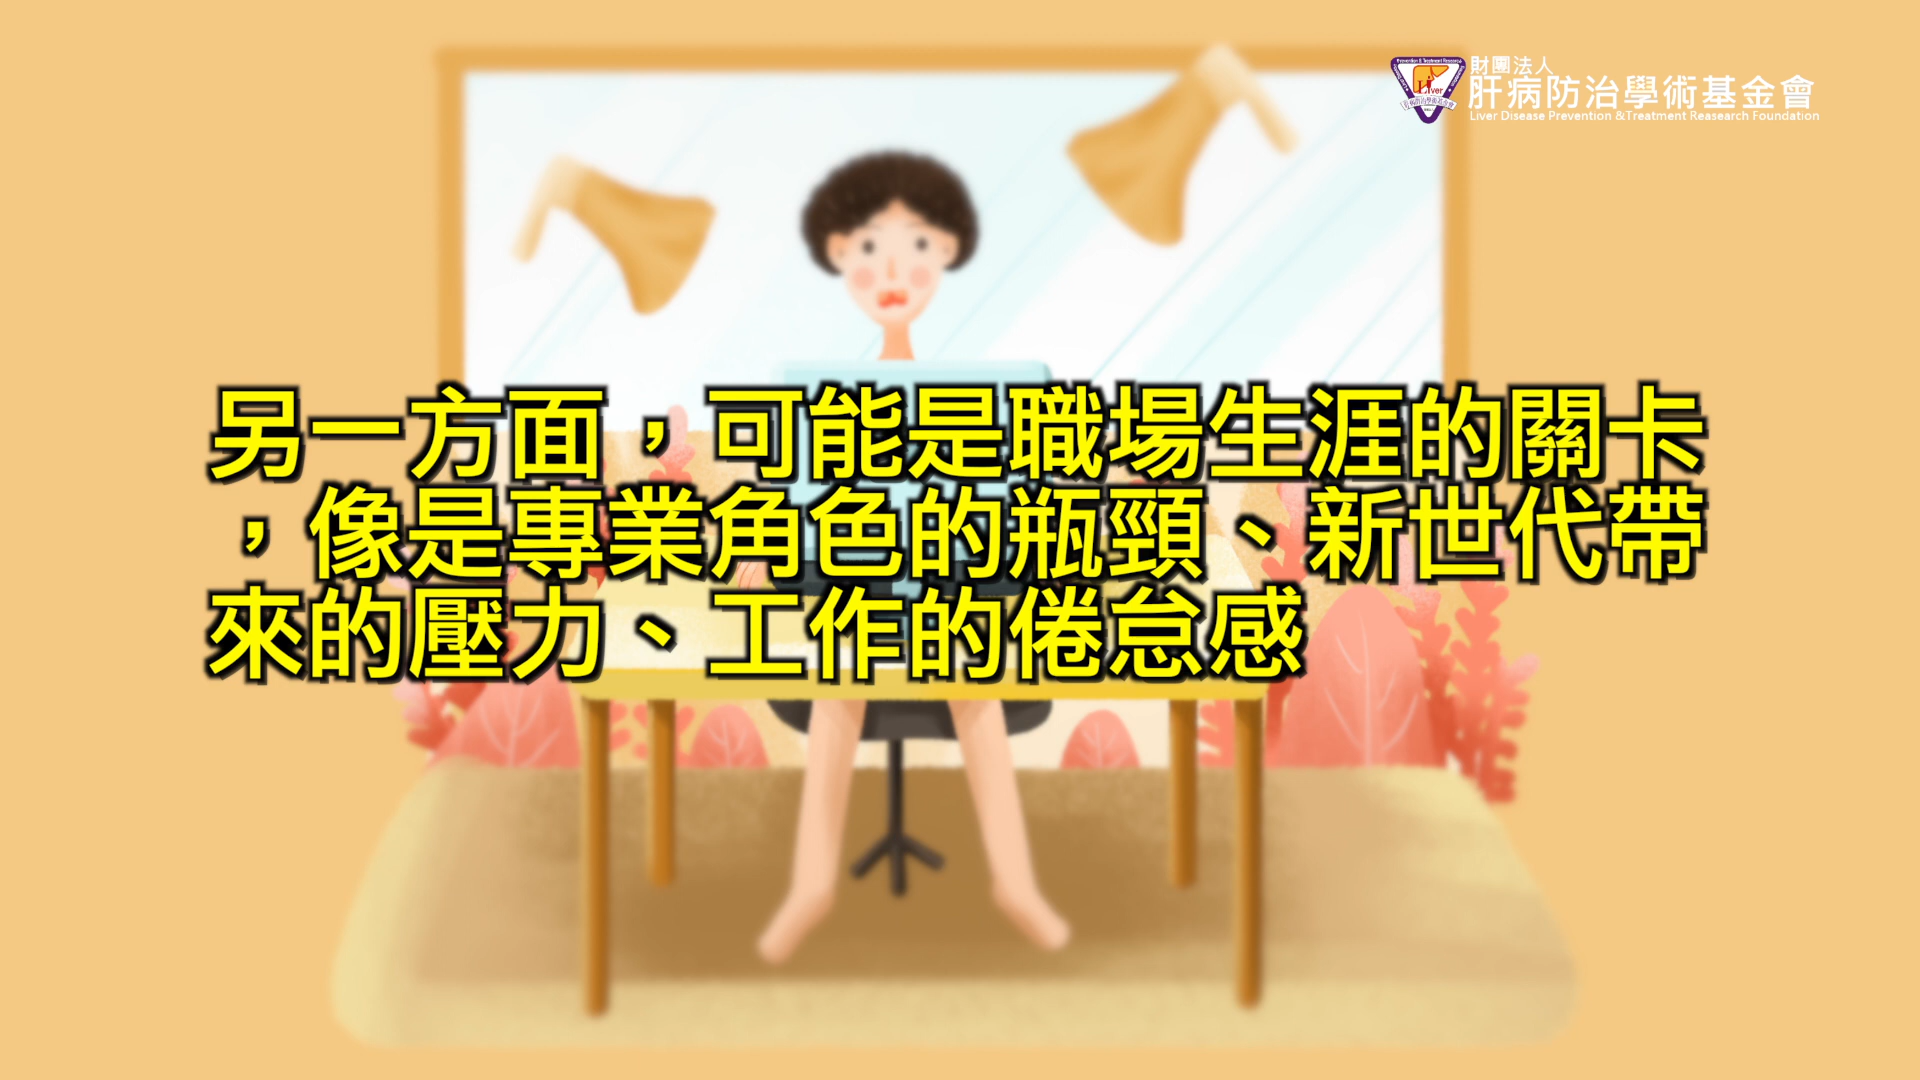 財團法人
肝病防治學術基金會
Liver Disease Prevention &Treatment Reasearch Foundation
Liver
另一方面，可能是職場生涯的關卡
，像是專業角色的瓶頸、新世代帶
來的壓力、工作的倦怠感